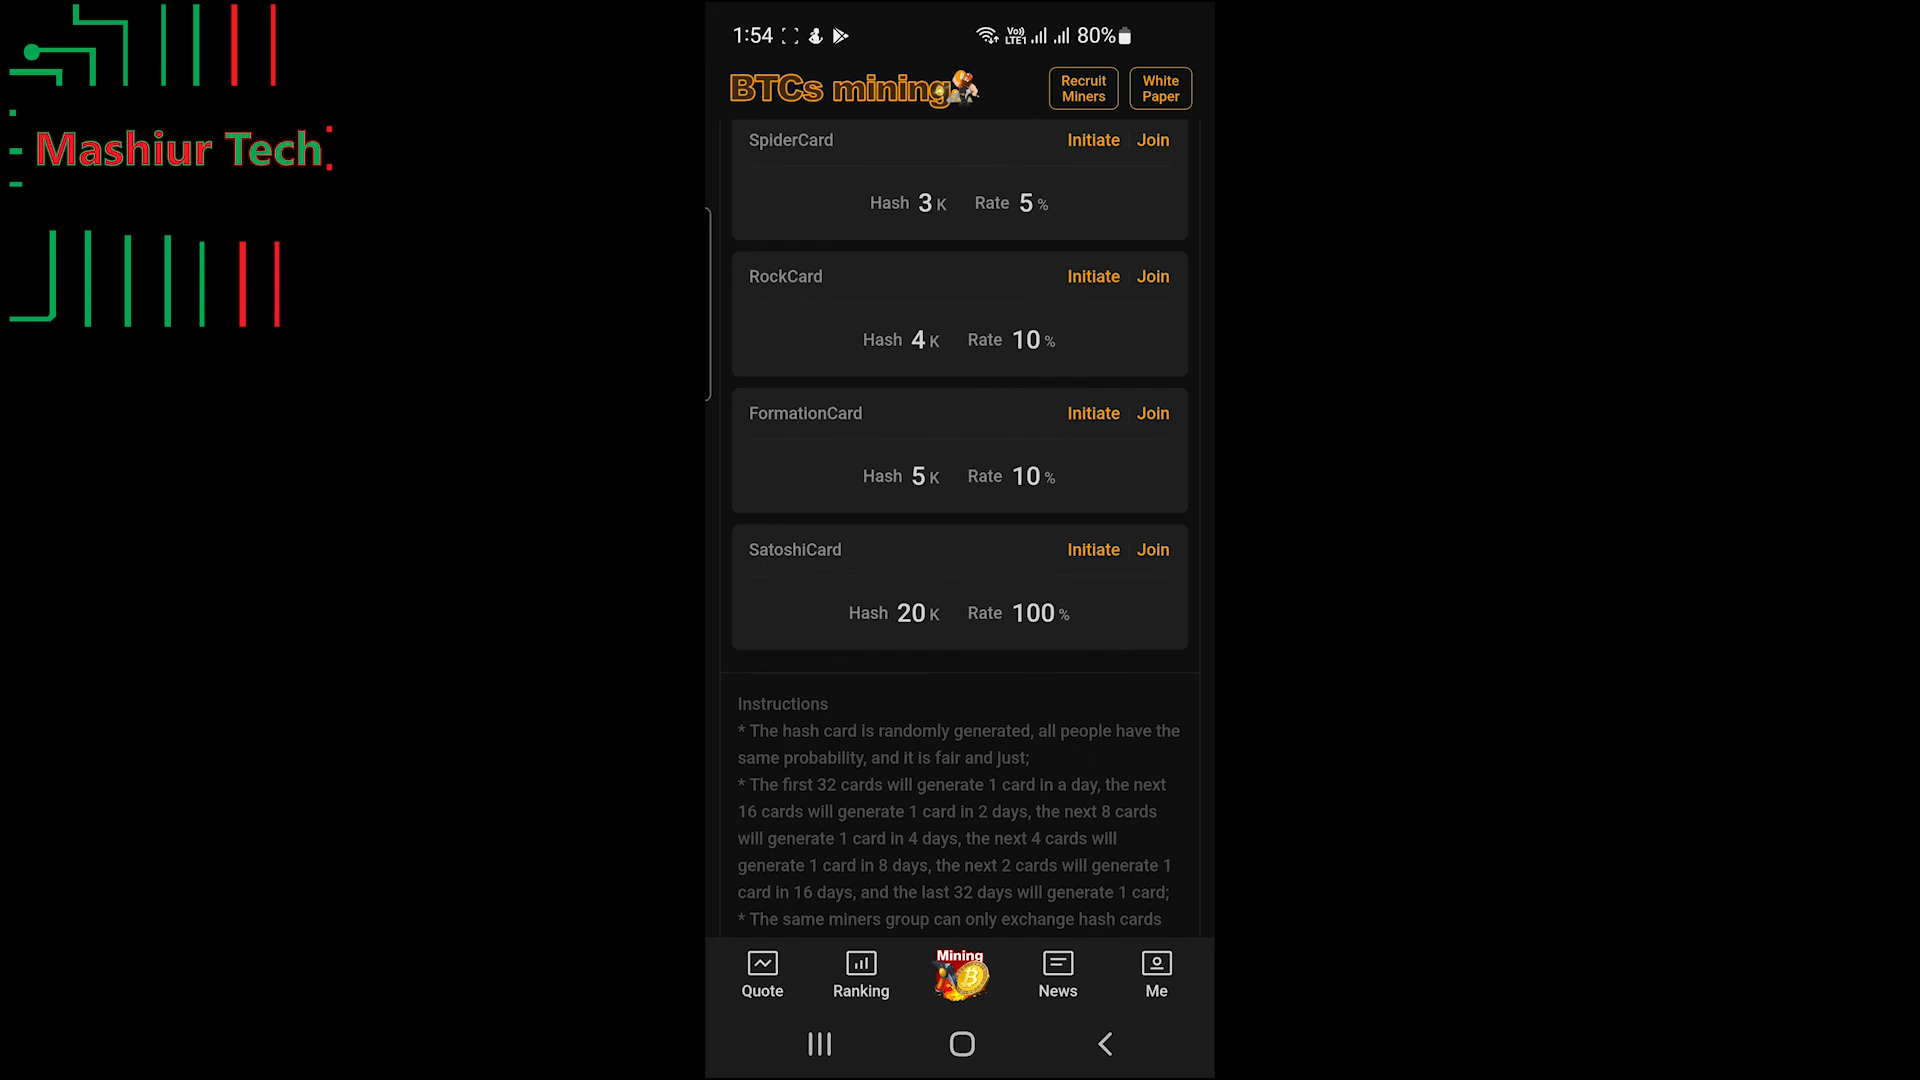 Mashiur Tech
1:54
Vo) LTE1
80%
BTCs mining
Recruit Miners
White Paper
SpiderCard Initiate Join
Hash 3 K Rate 5 %
RockCard Initiate Join
Hash 4 K Rate 10 %
FormationCard Initiate Join
Hash 5 K Rate 10 %
SatoshiCard Initiate Join
Hash 20 K Rate 100 %
Instructions
* The hash card is randomly generated, all people have the
same probability, and it is fair and just;
* The first 32 cards will generate 1 card in a day, the next
16 cards will generate 1 card in 2 days, the next 8 cards
will generate 1 card in 4 days, the next 4 cards will
generate 1 card in 8 days, the next 2 cards will generate 1
card in 16 days, and the last 32 days will generate 1 card;
* The same miners group can only exchange hash cards
Mining
Quote Ranking News Me